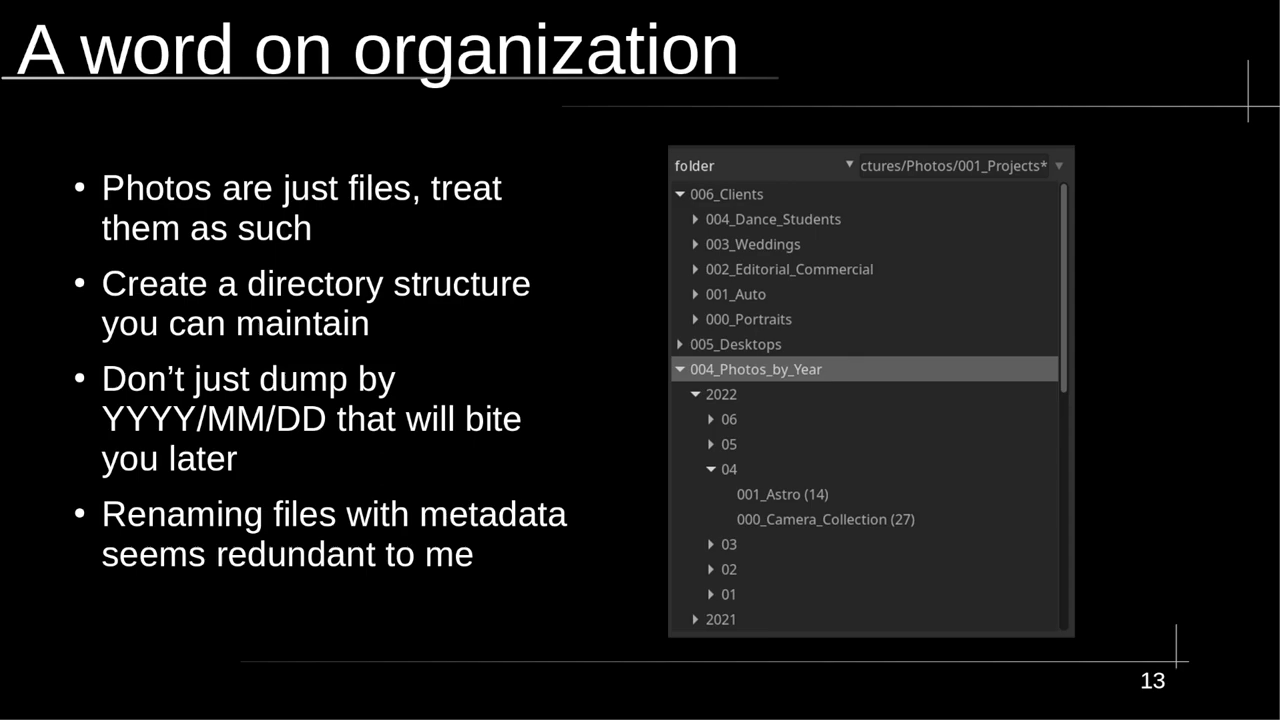 A word on organization
• Photos are just files, treat
them as such
• Create a directory structure
you can maintain
• Don’t just dump by
YYYY/MM/DD that will bite
you later
• Renaming files with metadata
seems redundant to me
folder
ctures/Photos/001_Projects*
006_Clients
004_Dance_Students
003_Weddings
002_Editorial_Commercial
001_Auto
000_Portraits
005_Desktops
004_Photos_by_Year
2022
06
05
04
001_Astro (14)
000_Camera_Collection (27)
03
02
01
2021
13